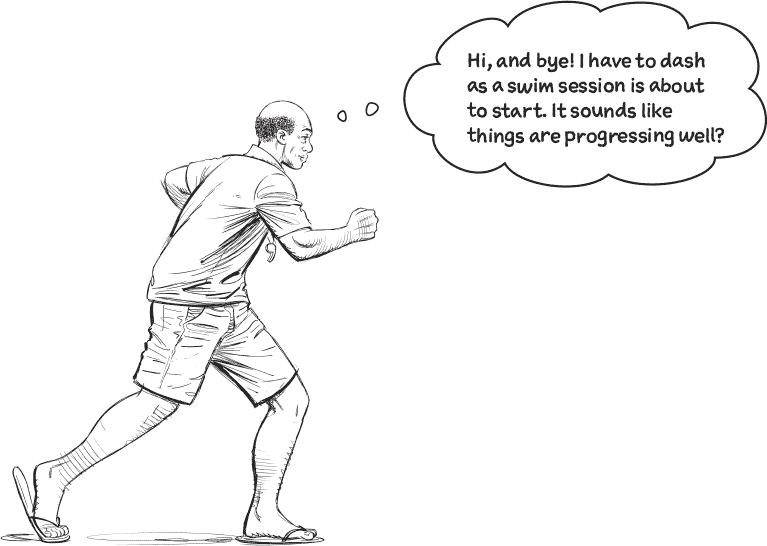 Hi, and bye! I have to dash
as a swim session is about
to start. It sounds like
things are progressing well?